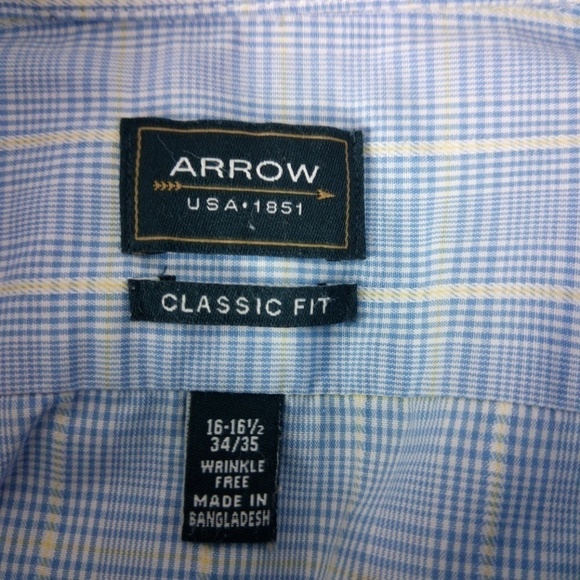 ARROW
USA•1851
CLASSIC FIT
16-16½
34/35
WRINKLE
FREE
MADE IN
BANGLADESH